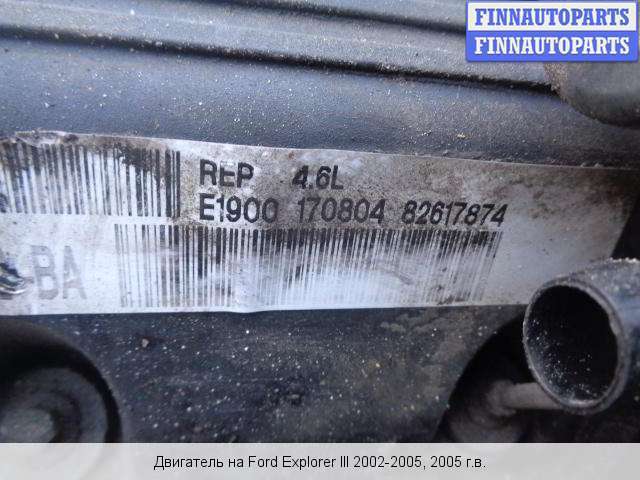 FINNAUTOPARTS
FINNAUTOPARTS
REP 4.6L
E1900 170804 82617874
BA
Двигатель на Ford Explorer III 2002-2005, 2005 г.в.